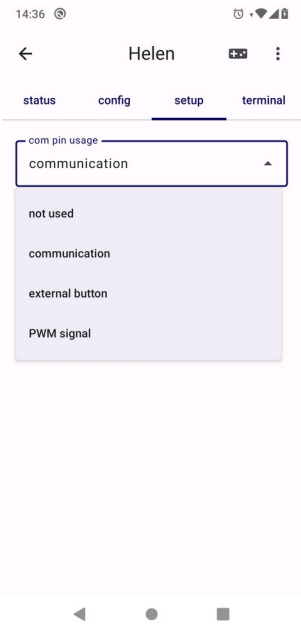 14:36
Helen
status config setup terminal
com pin usage
communication
not used
communication
external button
PWM signal